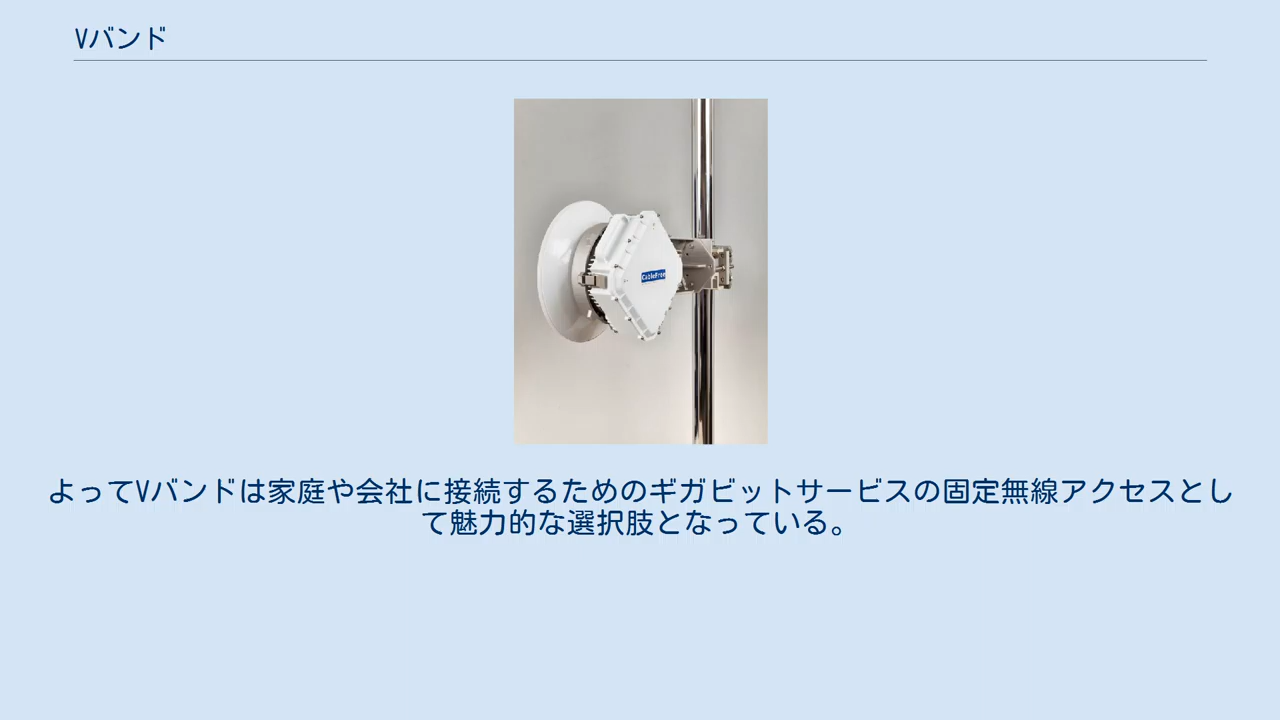 Vバンド
CableFree
よってVバンドは家庭や会社に接続するためのギガビットサービスの固定無線アクセスとし
て魅力的な選択肢となっている。